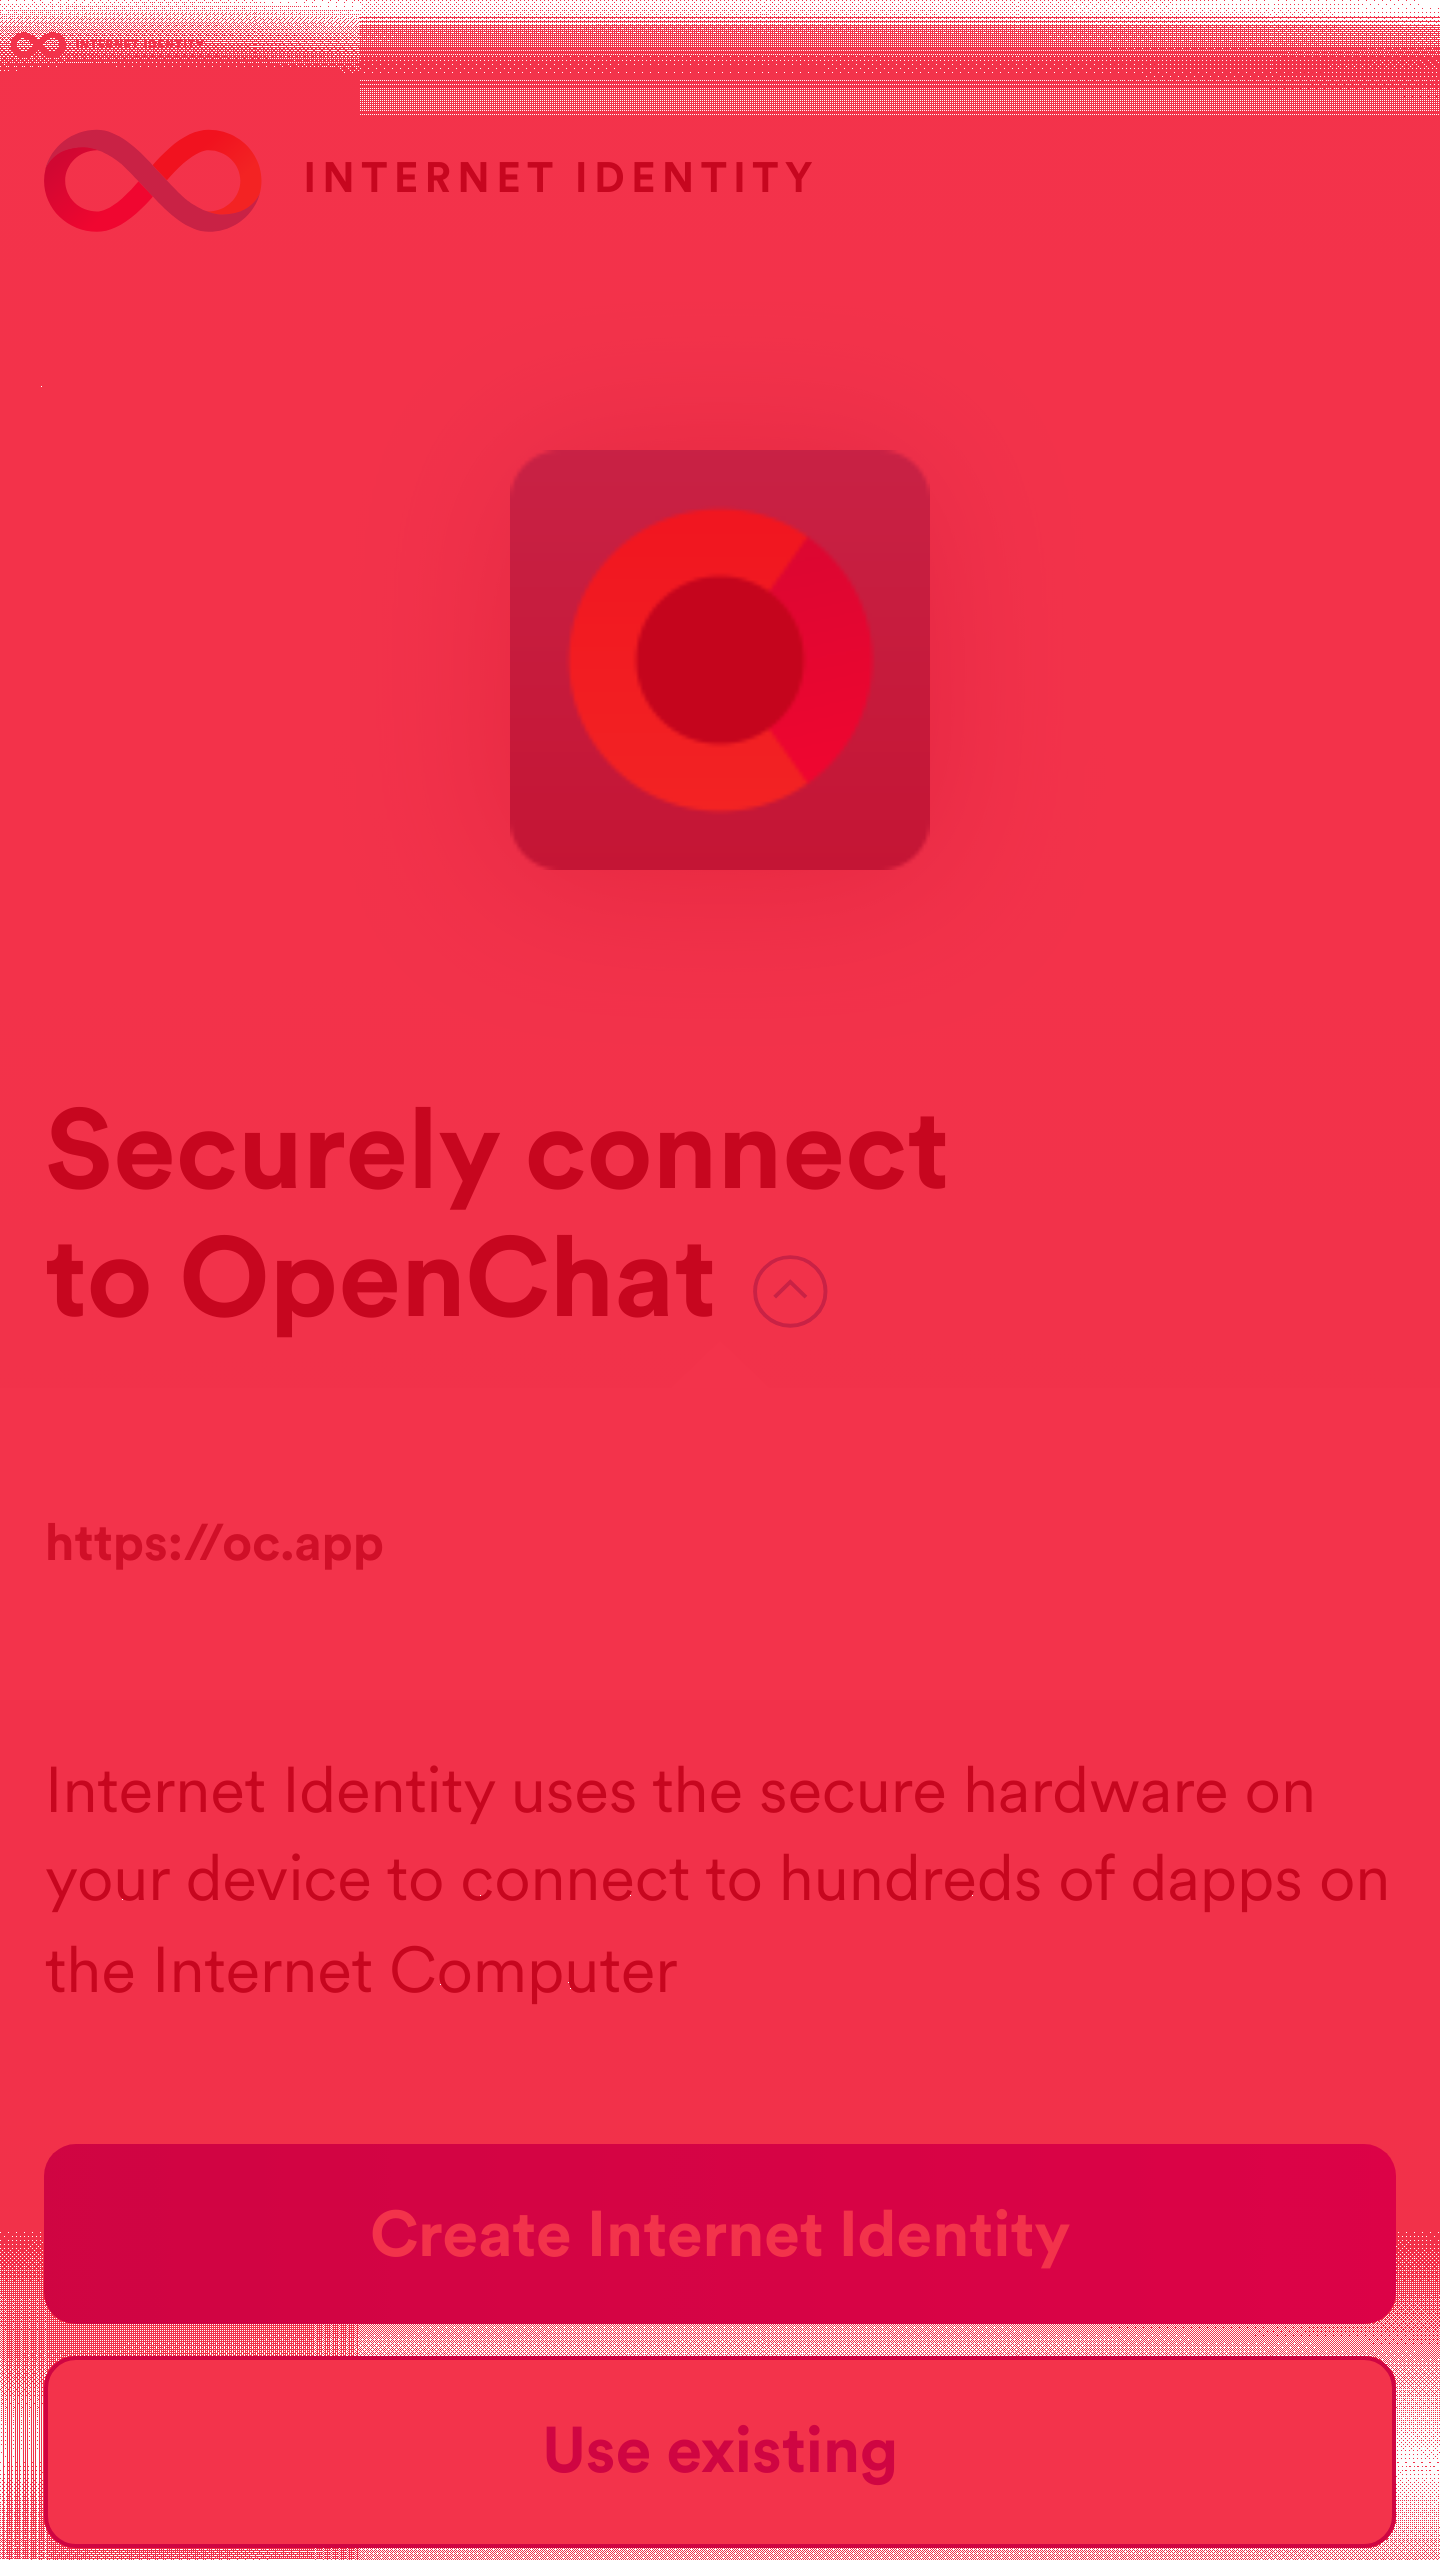 INTERNET IDENTITY
INTERNET IDENTITY
Securely connect
to OpenChat
https://oc.app
Internet Identity uses the secure hardware on
your device to connect to hundreds of dapps on
the Internet Computer
Create Internet Identity
Use existing